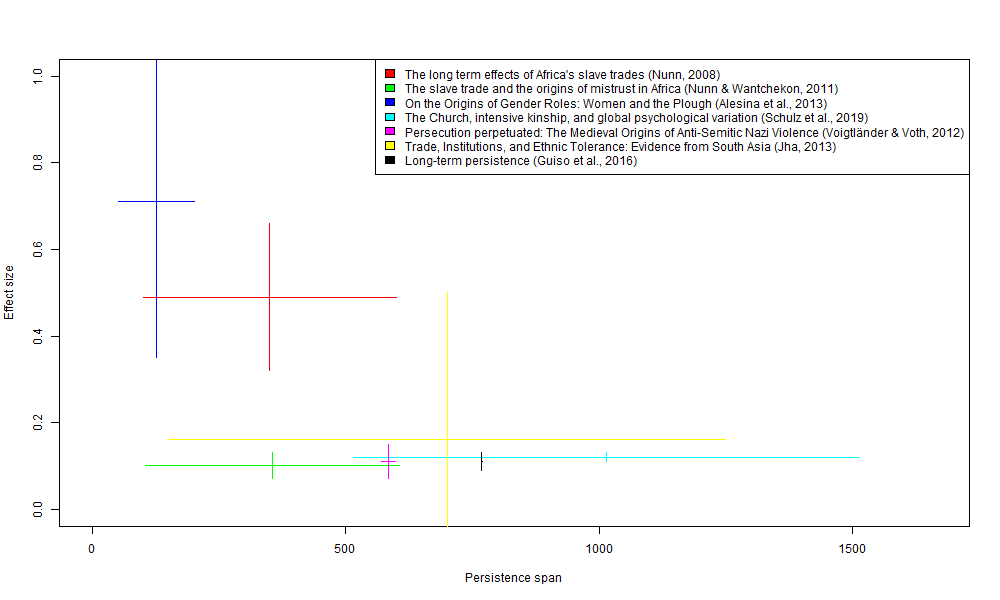 The long term effects of Africa's slave trades (Nunn, 2008)
The slave trade and the origins of mistrust in Africa (Nunn & Wantchekon, 2011)
On the Origins of Gender Roles: Women and the Plough (Alesina et al., 2013)
The Church, intensive kinship, and global psychological variation (Schulz et al., 2019)
Persecution perpetuated: The Medieval Origins of Anti-Semitic Nazi Violence (Voigtländer & Voth, 2012)
Trade, Institutions, and Ethnic Tolerance: Evidence from South Asia (Jha, 2013)
Long-term persistence (Guiso et al., 2016)
Effect size
1.0
0.8
0.6
0.4
0.2
0.0
0 500 1000 1500
Persistence span